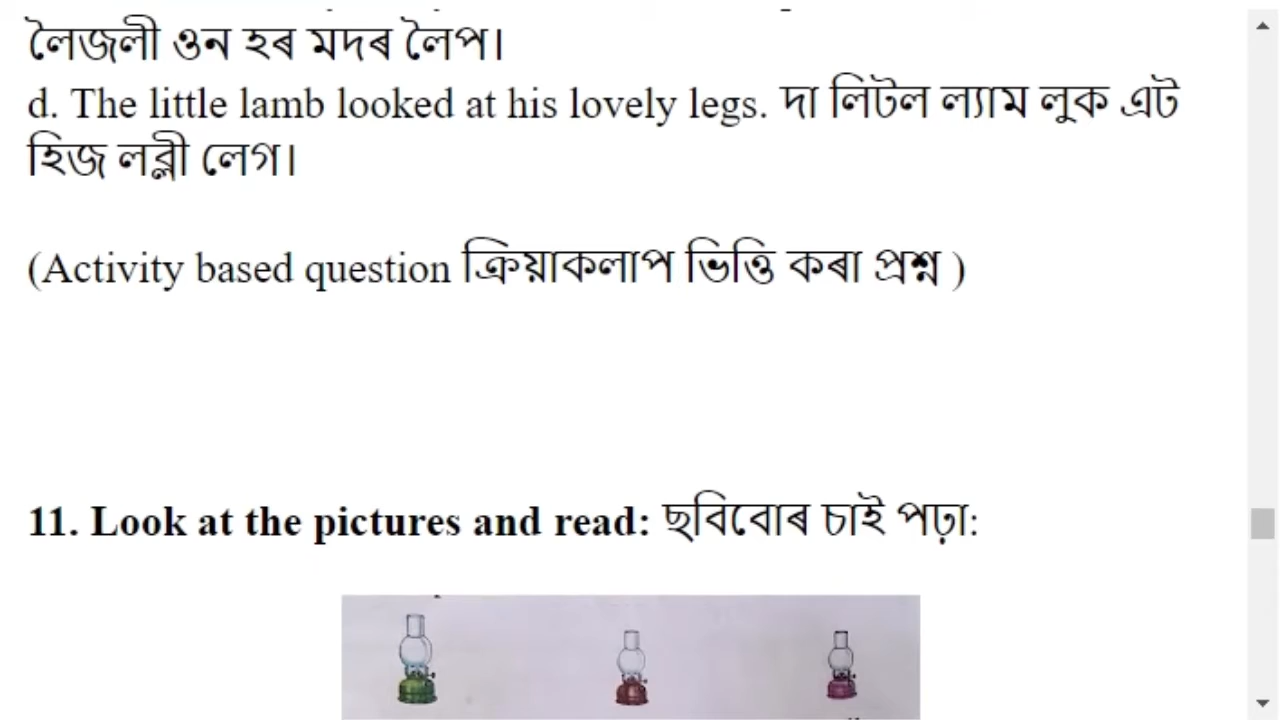 লৈজলী ওন হৰ মদৰ লৈপ।
d. The little lamb looked at his lovely legs. দা লিটল ল্যাম লুক এট
হিজ লৱ্লী লেগ।
(Activity based question ক্ৰিয়াকলাপ ভিত্তি কৰা প্ৰশ্ন )
11. Look at the pictures and read: ছবিবোৰ চাই পঢ়া: